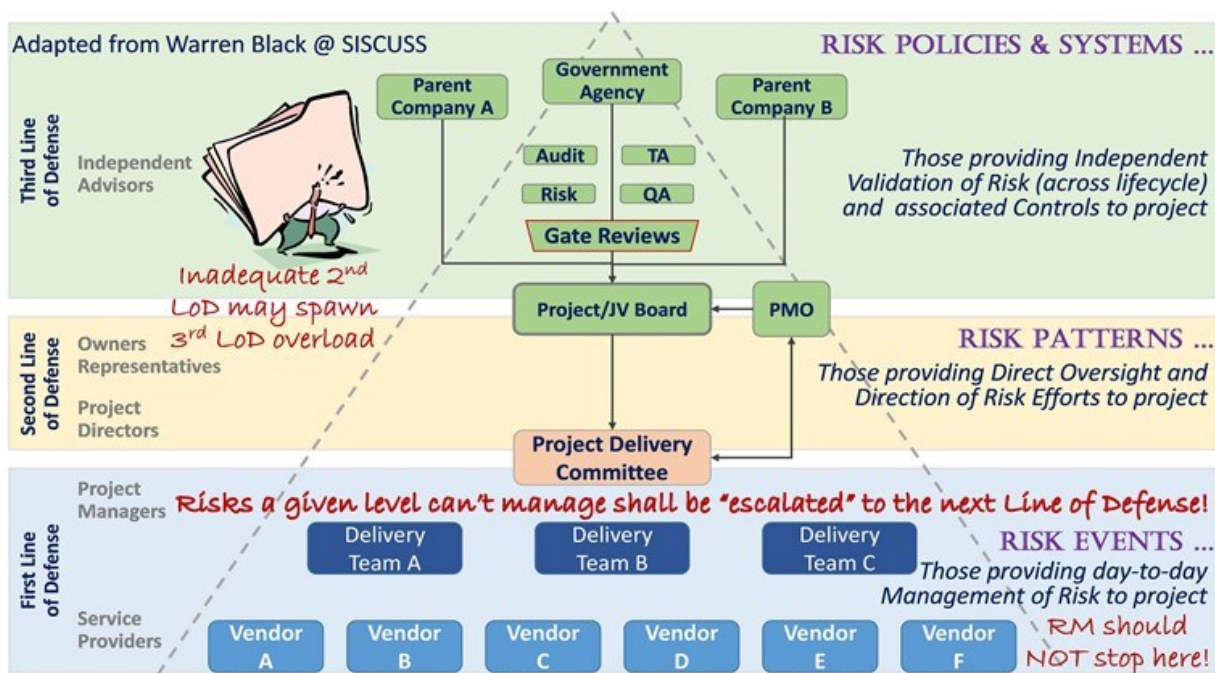 Adapted from Warren Black @ SISCUSS
RISK POLICIES & SYSTEMS ...
Third Line
of Defense
Independent
Advisors
Parent
Company A
Government
Agency
Parent
Company B
Audit
TA
Risk
QA
Gate Reviews
Those providing Independent
Validation of Risk (across lifecycle)
and associated Controls to project
Inadequate 2nd
LoD may spawn
3rd LoD overload
Project/JV Board
PMO
Second Line
of Defense
Owners
Representatives
Project
Directors
RISK PATTERNS ...
Those providing Direct Oversight and
Direction of Risk Efforts to project
Project Delivery
Committee
First Line
of Defense
Project
Managers
Risks a given level can't manage shall be "escalated" to the next Line of Defense!
Delivery
Team A
Delivery
Team B
Delivery
Team C
RISK EVENTS ...
Those providing day-to-day
Management of Risk to project
Service
Providers
Vendor
A
Vendor
B
Vendor
C
Vendor
D
Vendor
E
Vendor
F
RM should
NOT stop here!